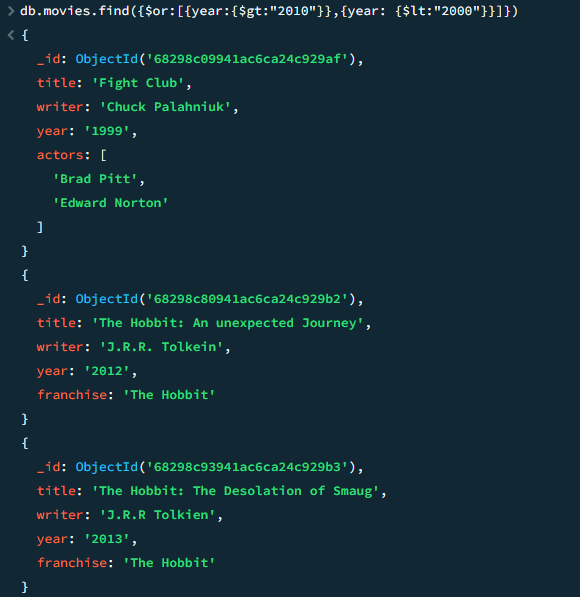 > db.movies.find({$or:[{year:{$gt:"2010"}},{year: {$lt:"2000"}}]})
< {
_id: ObjectId('68298c09941ac6ca24c929af'),
title: 'Fight Club',
writer: 'Chuck Palahniuk',
year: '1999',
actors: [
'Brad Pitt',
'Edward Norton'
]
}
{
_id: ObjectId('68298c80941ac6ca24c929b2'),
title: 'The Hobbit: An unexpected Journey',
writer: 'J.R.R. Tolkein',
year: '2012',
franchise: 'The Hobbit'
}
{
_id: ObjectId('68298c93941ac6ca24c929b3'),
title: 'The Hobbit: The Desolation of Smaug',
writer: 'J.R.R Tolkien',
year: '2013',
franchise: 'The Hobbit'
}